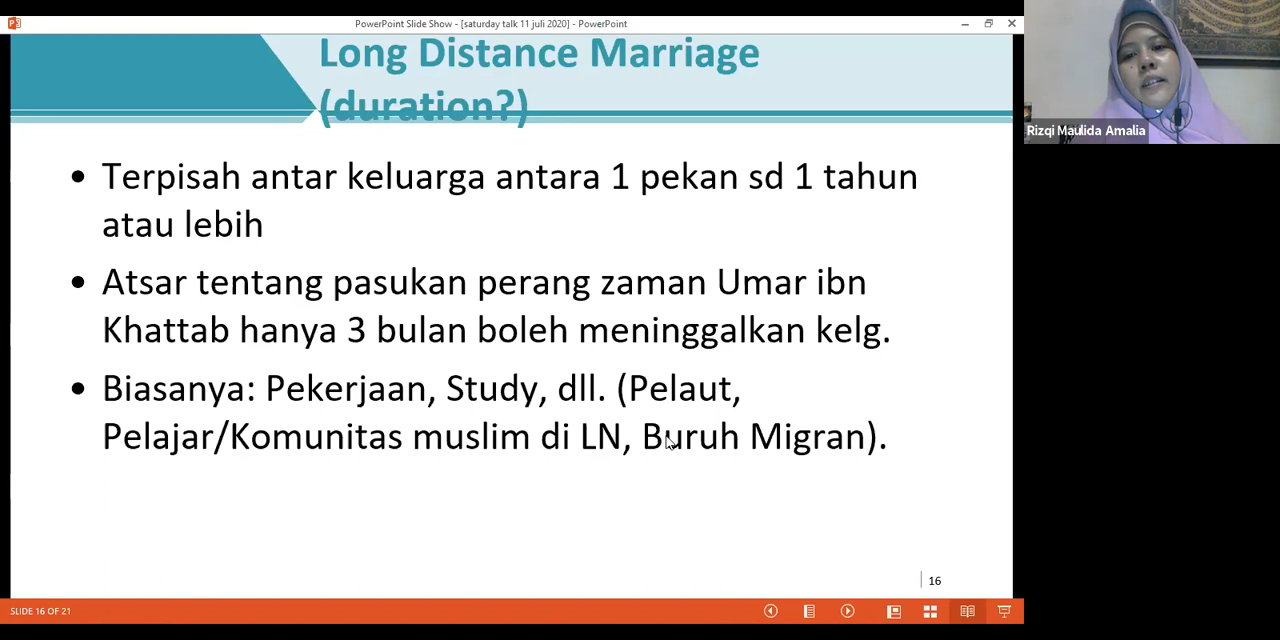 PowerPoint Slide Show - [saturday talk 11 juli 2020] - PowerPoint
Long Distance Marriage
(duration?)
Rizqi Maulida Amalia
• Terpisah antar keluarga antara 1 pekan sd 1 tahun
atau lebih
• Atsar tentang pasukan perang zaman Umar ibn
Khattab hanya 3 bulan boleh meninggalkan kelg.
• Biasanya: Pekerjaan, Study, dll. (Pelaut,
Pelajar/Komunitas muslim di LN, Buruh Migran).
16
SLIDE 16 OF 21